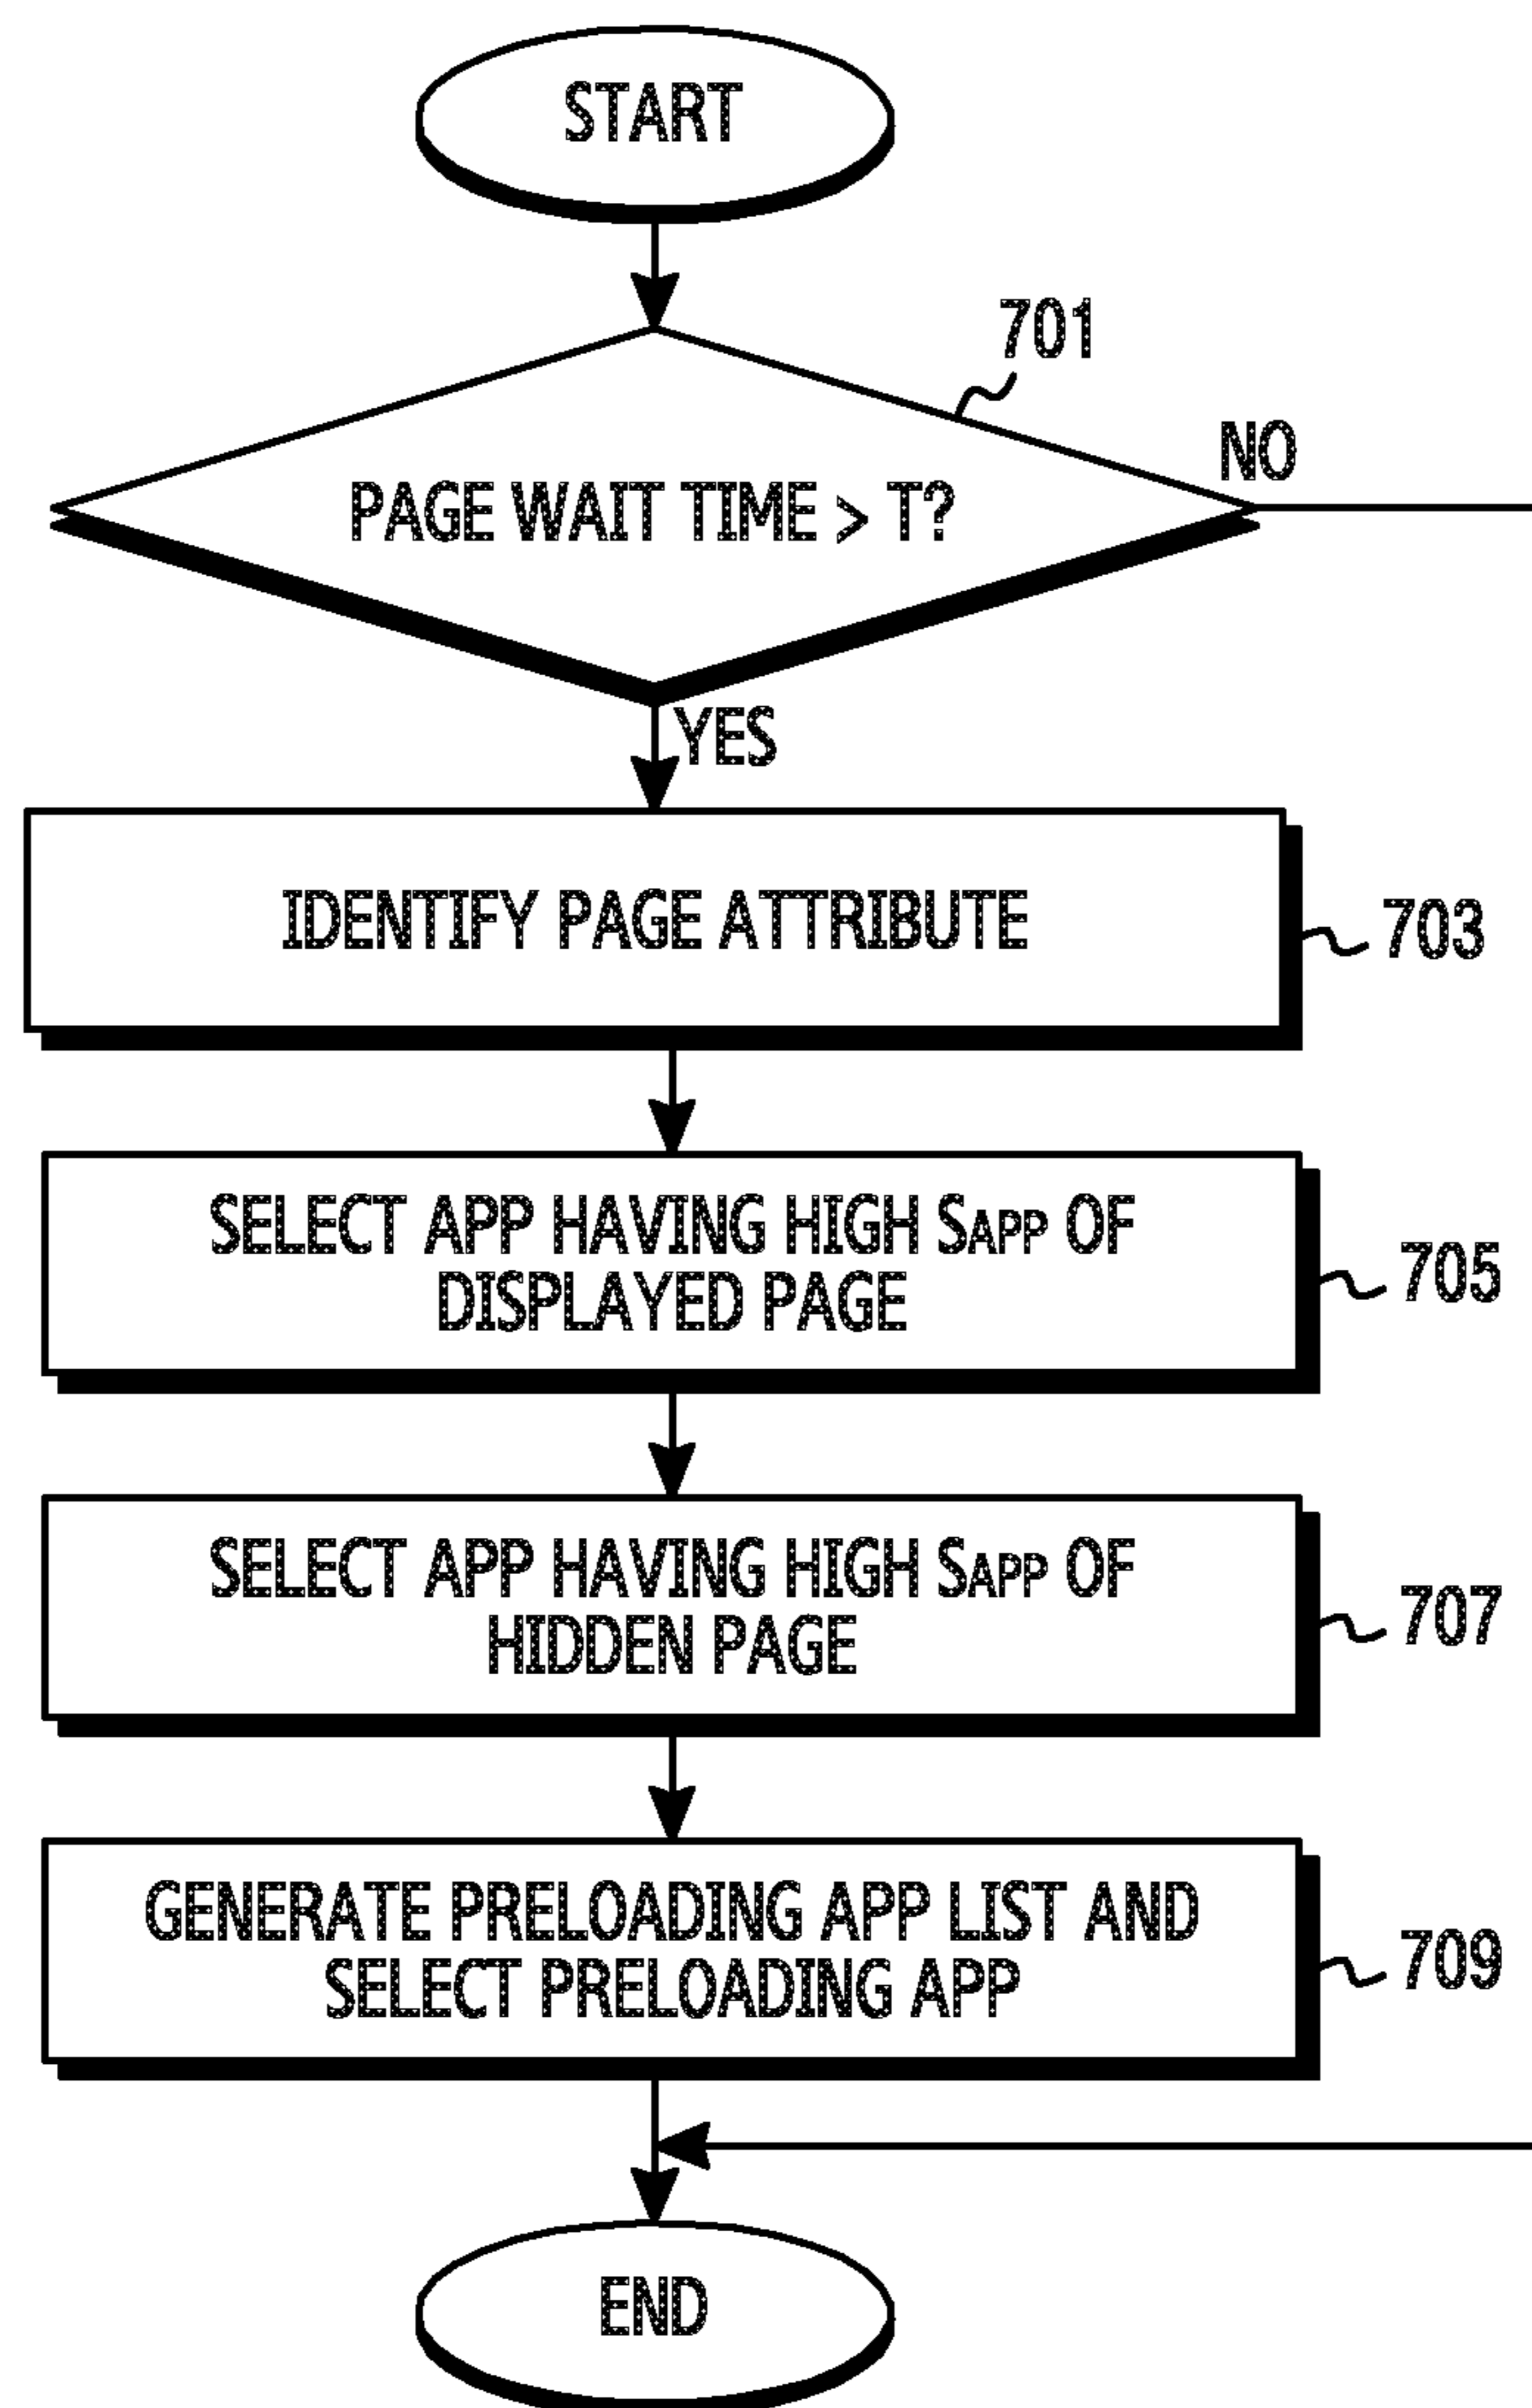 START
701
NO
PAGE WAIT TIME > T?
YES
IDENTIFY PAGE ATTRIBUTE
703
SELECT APP HAVING HIGH SAPP OF
DISPLAYED PAGE
705
SELECT APP HAVING HIGH SAPP OF
HIDDEN PAGE
707
GENERATE PRELOADING APP LIST AND
SELECT PRELOADING APP
709
END